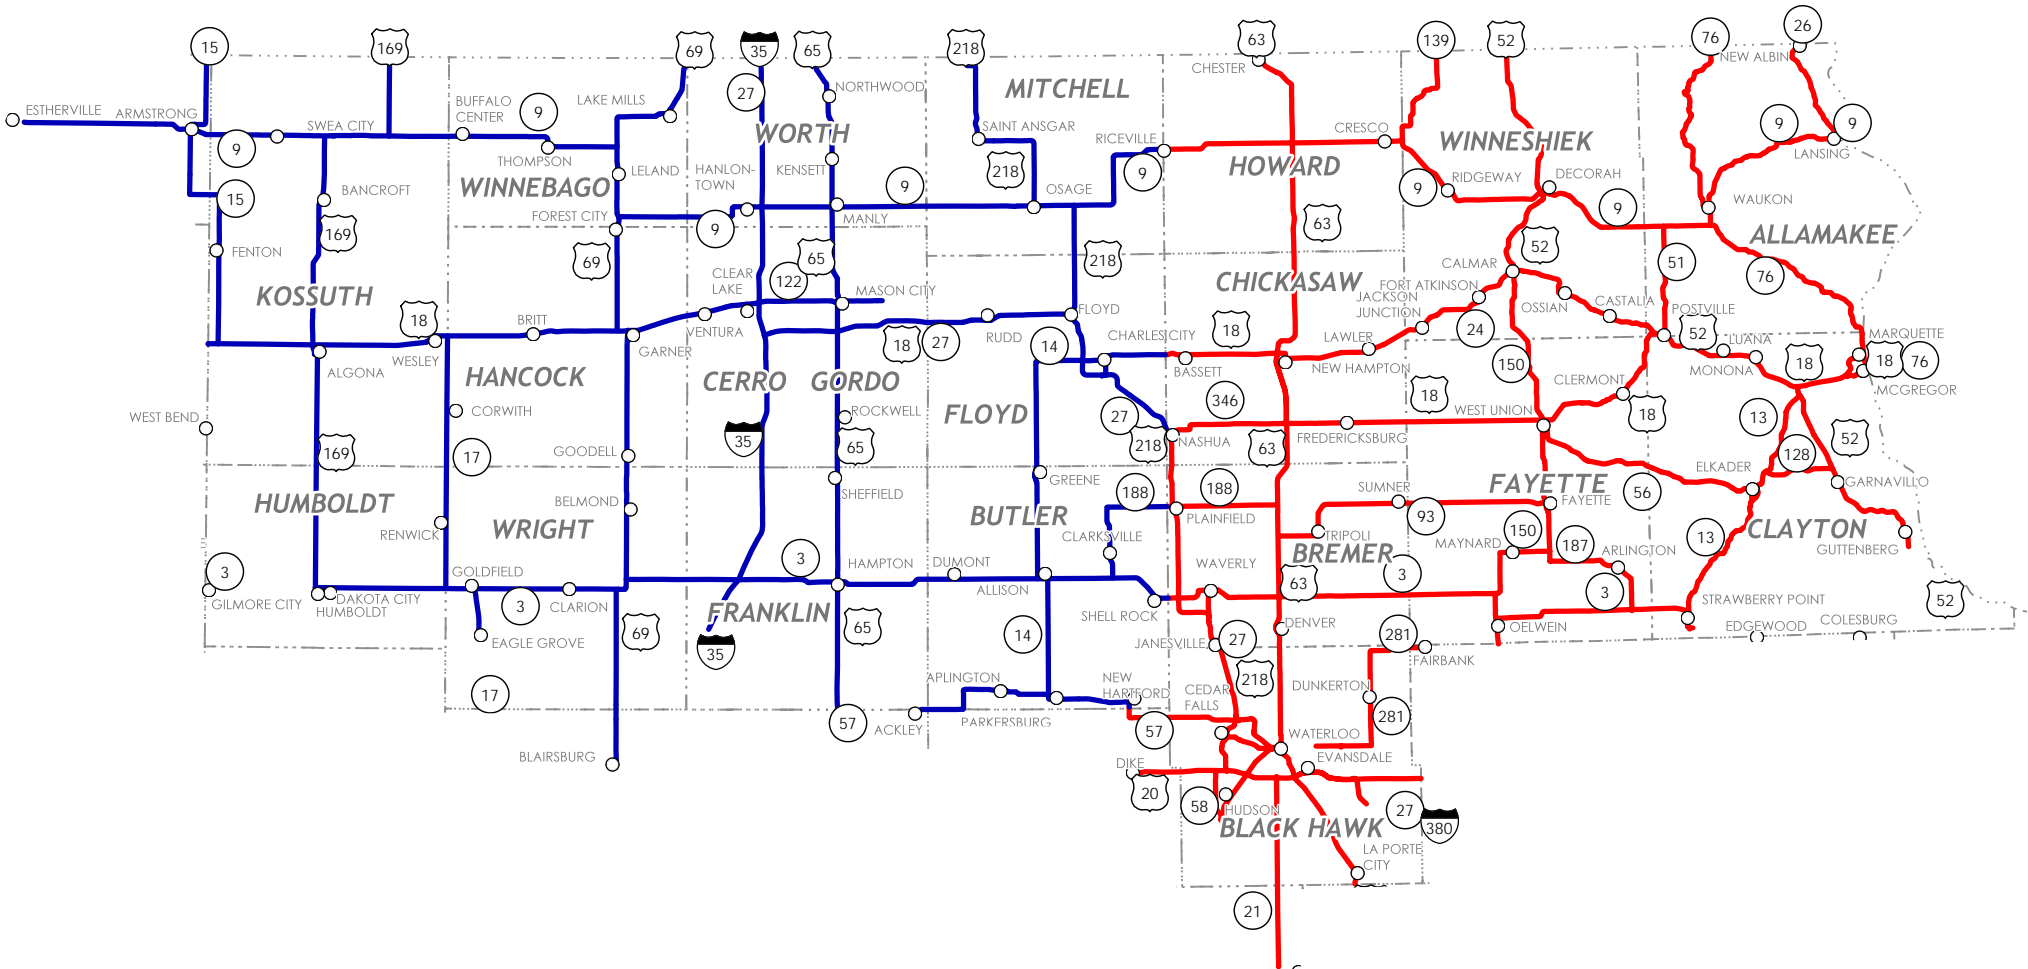 15
169
69
35
65
218
63
139
52
76
26
NEW ALBIN
CHESTER
27
NORTHWOOD
MITCHELL
ESTHERVILLE
ARMSTRONG
SWEA CITY
BUFFALO
CENTER
9
LAKE MILLS
WORTH
SAINT ANSGAR
RICEVILLE
CRESCO
WINNESHIEK
9
9
LANSING
9
THOMPSON
WINNEBAGO
LELAND
HANLON-
TOWN
KENSETT
218
9
HOWARD
9
RIDGEWAY
DECORAH
15
BANCROFT
9
OSAGE
9
WAUKON
FOREST CITY
9
MANLY
169
63
52
ALLAMAKEE
FENTON
69
65
218
CALMAR
51
76
KOSSUTH
CLEAR
LAKE
122
MASON CITY
CHICKASAW
FORT ATKINSON
JACKSON
JUNCTION
OSSIAN
CASTALIA
POSTVILLE
18
BRITT
VENTURA
RUDD
FLOYD
18
24
52
MARQUETTE
WESLEY
GARNER
18
27
14
CHARLES CITY
LAWLER
LUANA
18
18
76
ALGONA
HANCOCK
CERRO GORDO
BASSETT
NEW HAMPTON
150
CLERMONT
MONONA
MCGREGOR
WEST BEND
CORWITH
ROCKWELL
FLOYD
27
346
18
WEST UNION
18
13
52
169
17
GOODELL
35
65
218
NASHUA
63
FREDERICKSBURG
128
ELKADER
GARNAVILLO
HUMBOLDT
BELMOND
SHEFFIELD
GREENE
188
188
SUMNER
FAYETTE
FAYETTE
56
RENWICK
WRIGHT
BUTLER
PLAINFIELD
93
CLAYTON
CLARKSVILLE
TRIPOLI
BREMER
MAYNARD
150
187
ARLINGTON
13
GUTTENBERG
3
GOLDFIELD
3
HAMPTON
DUMONT
WAVERLY
63
3
3
52
GILMORE CITY
DAKOTA CITY
HUMBOLDT
3
CLARION
ALLISON
SHELL ROCK
STRAWBERRY POINT
FRANKLIN
65
14
DENVER
281
OELWEIN
EDGEWOOD
COLESBURG
EAGLE GROVE
69
35
JANESVILLE
27
FAIRBANK
17
APLINGTON
NEW
HARTFORD
CEDAR
FALLS
218
DUNKERTON
281
57
ACKLEY
PARKERSBURG
57
WATERLOO
BLAIRSBURG
DIKE
EVANSDALE
20
58
HUDSON
27
380
BLACK HAWK
LA PORTE
CITY
21